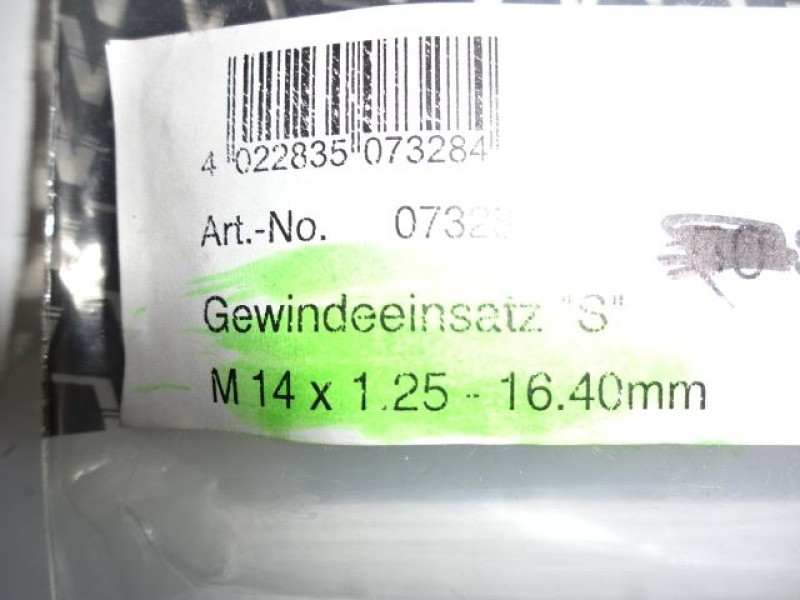 4 022835 073284
Art.-No.
Gewindeeinsatz "S"
M 14 x 1.25 - 16.40mm